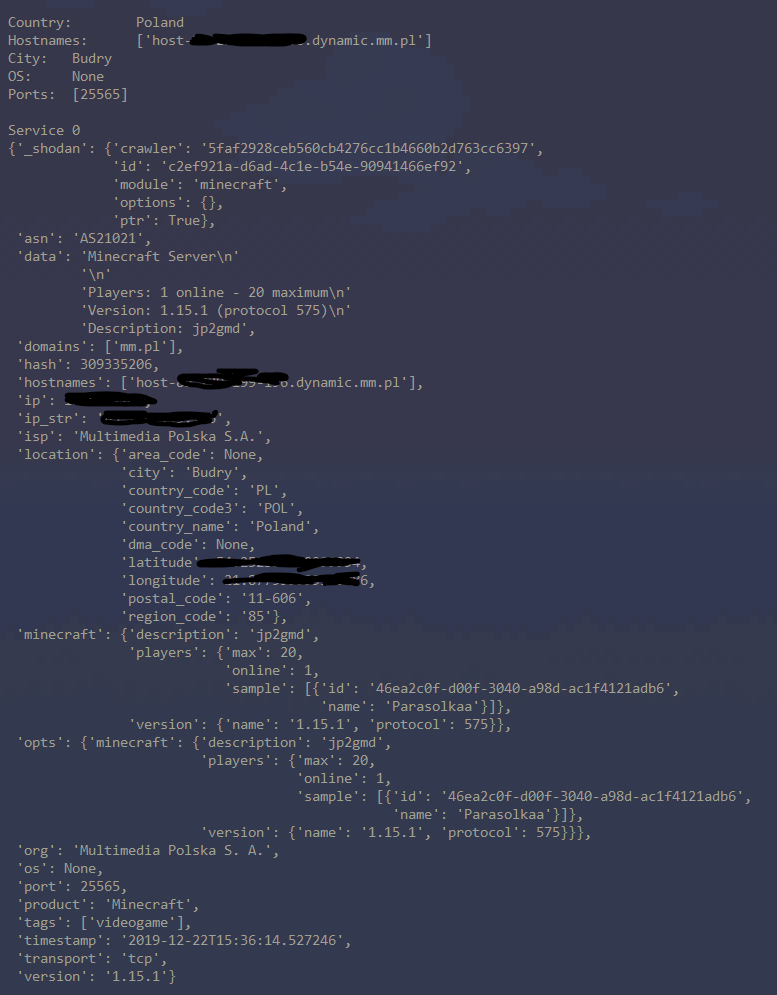 Country: Poland
Hostnames: ['host- .dynamic.mm.pl']
City: Budry
OS: None
Ports: [25565]
Service 0
{'_shodan': {'crawler': '5faf2928ceb560cb4276cc1b4660b2d763cc6397',
'id': 'c2ef921a-d6ad-4c1e-b54e-90941466ef92',
'module': 'minecraft',
'options': {},
'ptr': True},
'asn': 'AS21021',
'data': 'Minecraft Server\n'
'\n'
'Players: 1 online - 20 maximum\n'
'Version: 1.15.1 (protocol 575)\n'
'Description: jp2gmd',
'domains': ['mm.pl'],
'hash': 309335206,
'hostnames': ['host- .dynamic.mm.pl'],
'ip':
'ip_str':
'isp': 'Multimedia Polska S.A.',
'location': {'area_code': None,
'city': 'Budry',
'country_code': 'PL',
'country_code3': 'POL',
'country_name': 'Poland',
'dma_code': None,
'latitude'
'longitude':
'postal_code': '11-606',
'region_code': '85'},
'minecraft': {'description': 'jp2gmd',
'players': {'max': 20,
'online': 1,
'sample': [{'id': '46ea2c0f-d00f-3040-a98d-ac1f4121adb6',
'name': 'Parasolkaa'}]},
'version': {'name': '1.15.1', 'protocol': 575}},
'opts': {'minecraft': {'description': 'jp2gmd',
'players': {'max': 20,
'online': 1,
'sample': [{'id': '46ea2c0f-d00f-3040-a98d-ac1f4121adb6',
'name': 'Parasolkaa'}]},
'version': {'name': '1.15.1', 'protocol': 575}}},
'org': 'Multimedia Polska S. A.',
'os': None,
'port': 25565,
'product': 'Minecraft',
'tags': ['videogame'],
'timestamp': '2019-12-22T15:36:14.527246',
'transport': 'tcp',
'version': '1.15.1'}